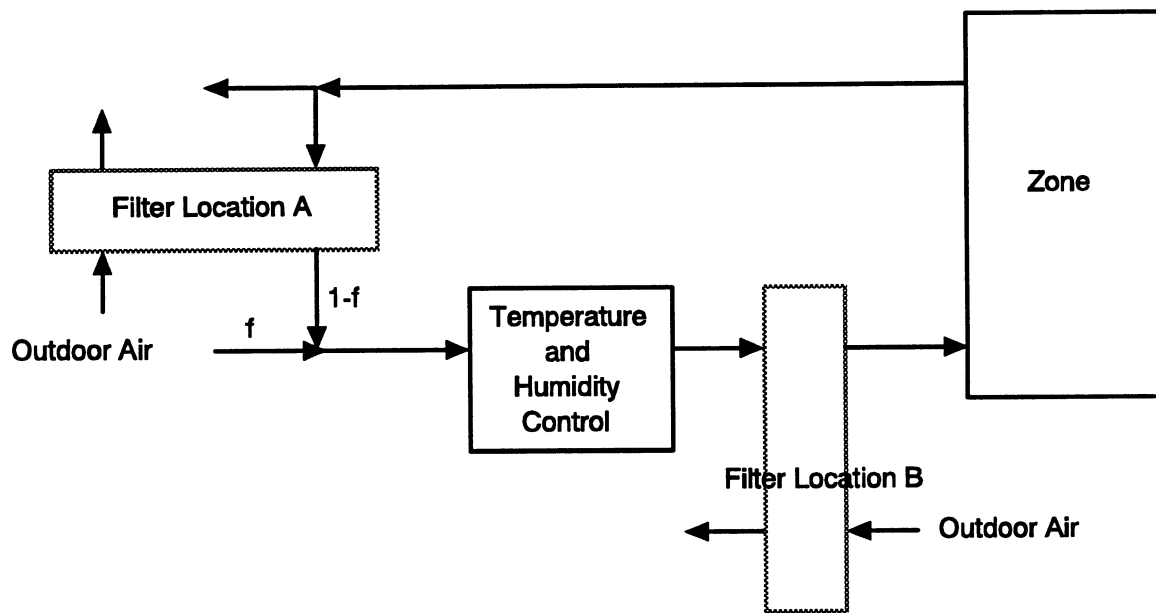 Zone
Filter Location A
1-f
f
Outdoor Air
Temperature
and
Humidity
Control
Filter Location B
Outdoor Air